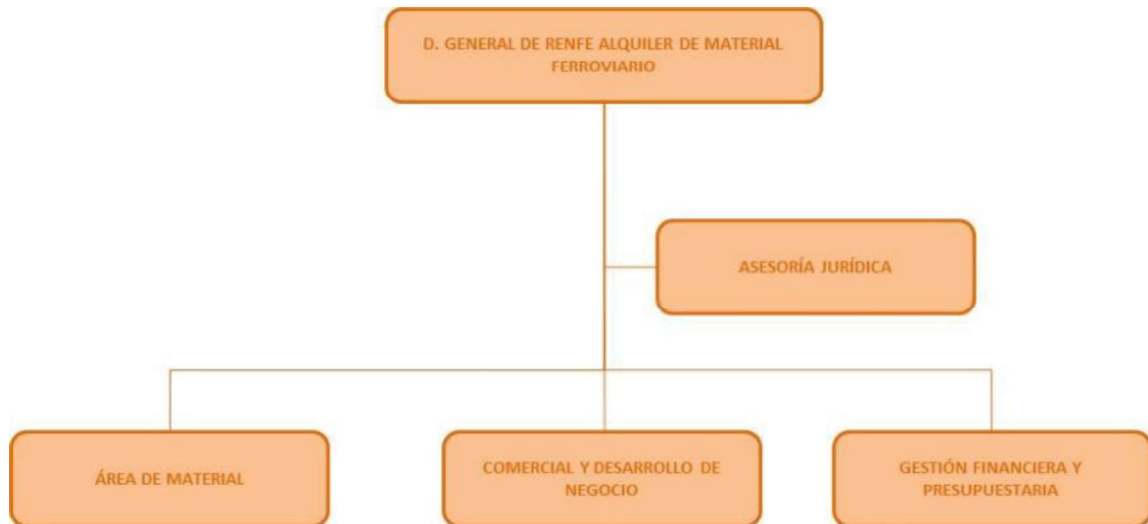 D. GENERAL DE RENFE ALQUILER DE MATERIAL
FERROVIARIO
ASESORÍA JURÍDICA
ÁREA DE MATERIAL
COMERCIAL Y DESARROLLO DE
NEGOCIO
GESTIÓN FINANCIERA Y
PRESUPUESTARIA